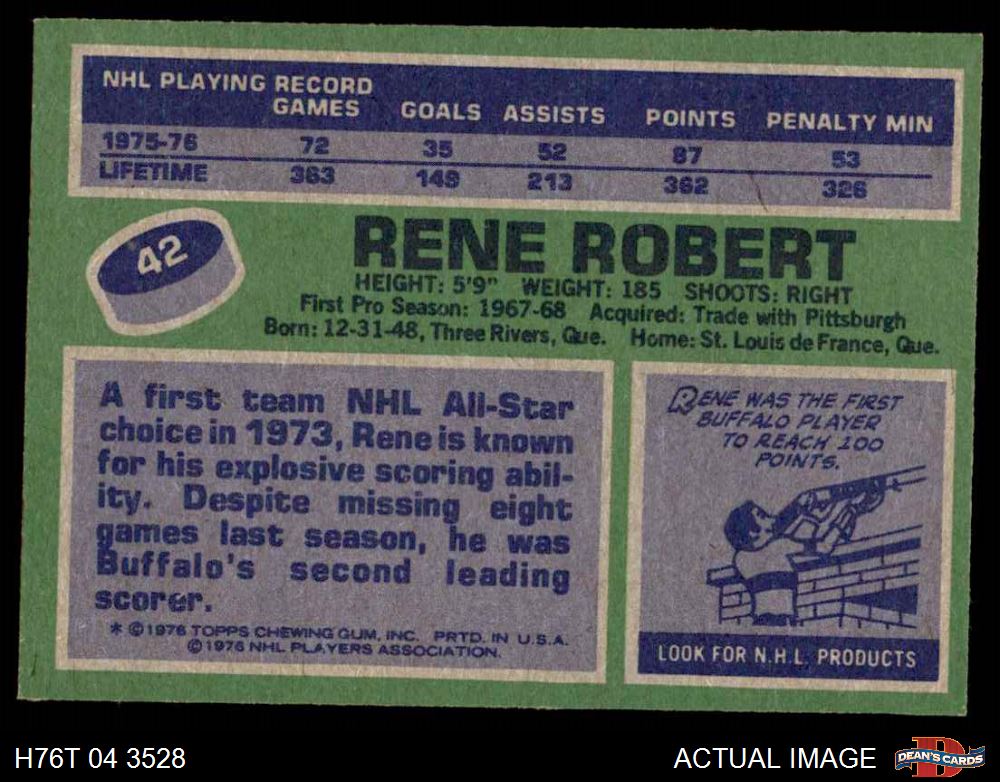 NHL PLAYING RECORD
GAMES GOALS ASSISTS POINTS PENALTY MIN
1975-76 72 35 52 87 53
LIFETIME 363 149 213 362 326
42
RENE ROBERT
HEIGHT: 5'9" WEIGHT: 185 SHOOTS: RIGHT
First Pro Season: 1967-68 Acquired: Trade with Pittsburgh
Born: 12-31-48, Three Rivers, Que. Home: St. Louis de France, Que.
A first team NHL All-Star
choice in 1973, Rene is known
for his explosive scoring abil-
ity. Despite missing eight
games last season, he was
Buffalo's second leading
scorer.
* ©1976 TOPPS CHEWING GUM, INC. PRTD. IN U.S.A.
©1976 NHL PLAYERS ASSOCIATION.
RENE WAS THE FIRST
BUFFALO PLAYER
TO REACH 100
POINTS.
LOOK FOR N.H.L. PRODUCTS
H76T 04 3528
ACTUAL IMAGE
DEAN'S CARDS